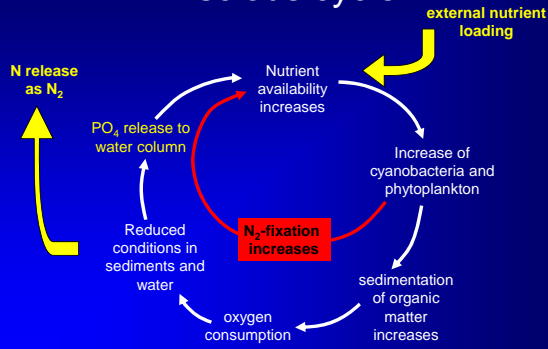 external nutrient
loading
N release
as N₂
Nutrient
availability
increases
PO₄ release to
water column
Increase of
cyanobacteria and
phytoplankton
Reduced
conditions in
sediments and
water
N₂-fixation
increases
sedimentation
of organic
matter
increases
oxygen
consumption